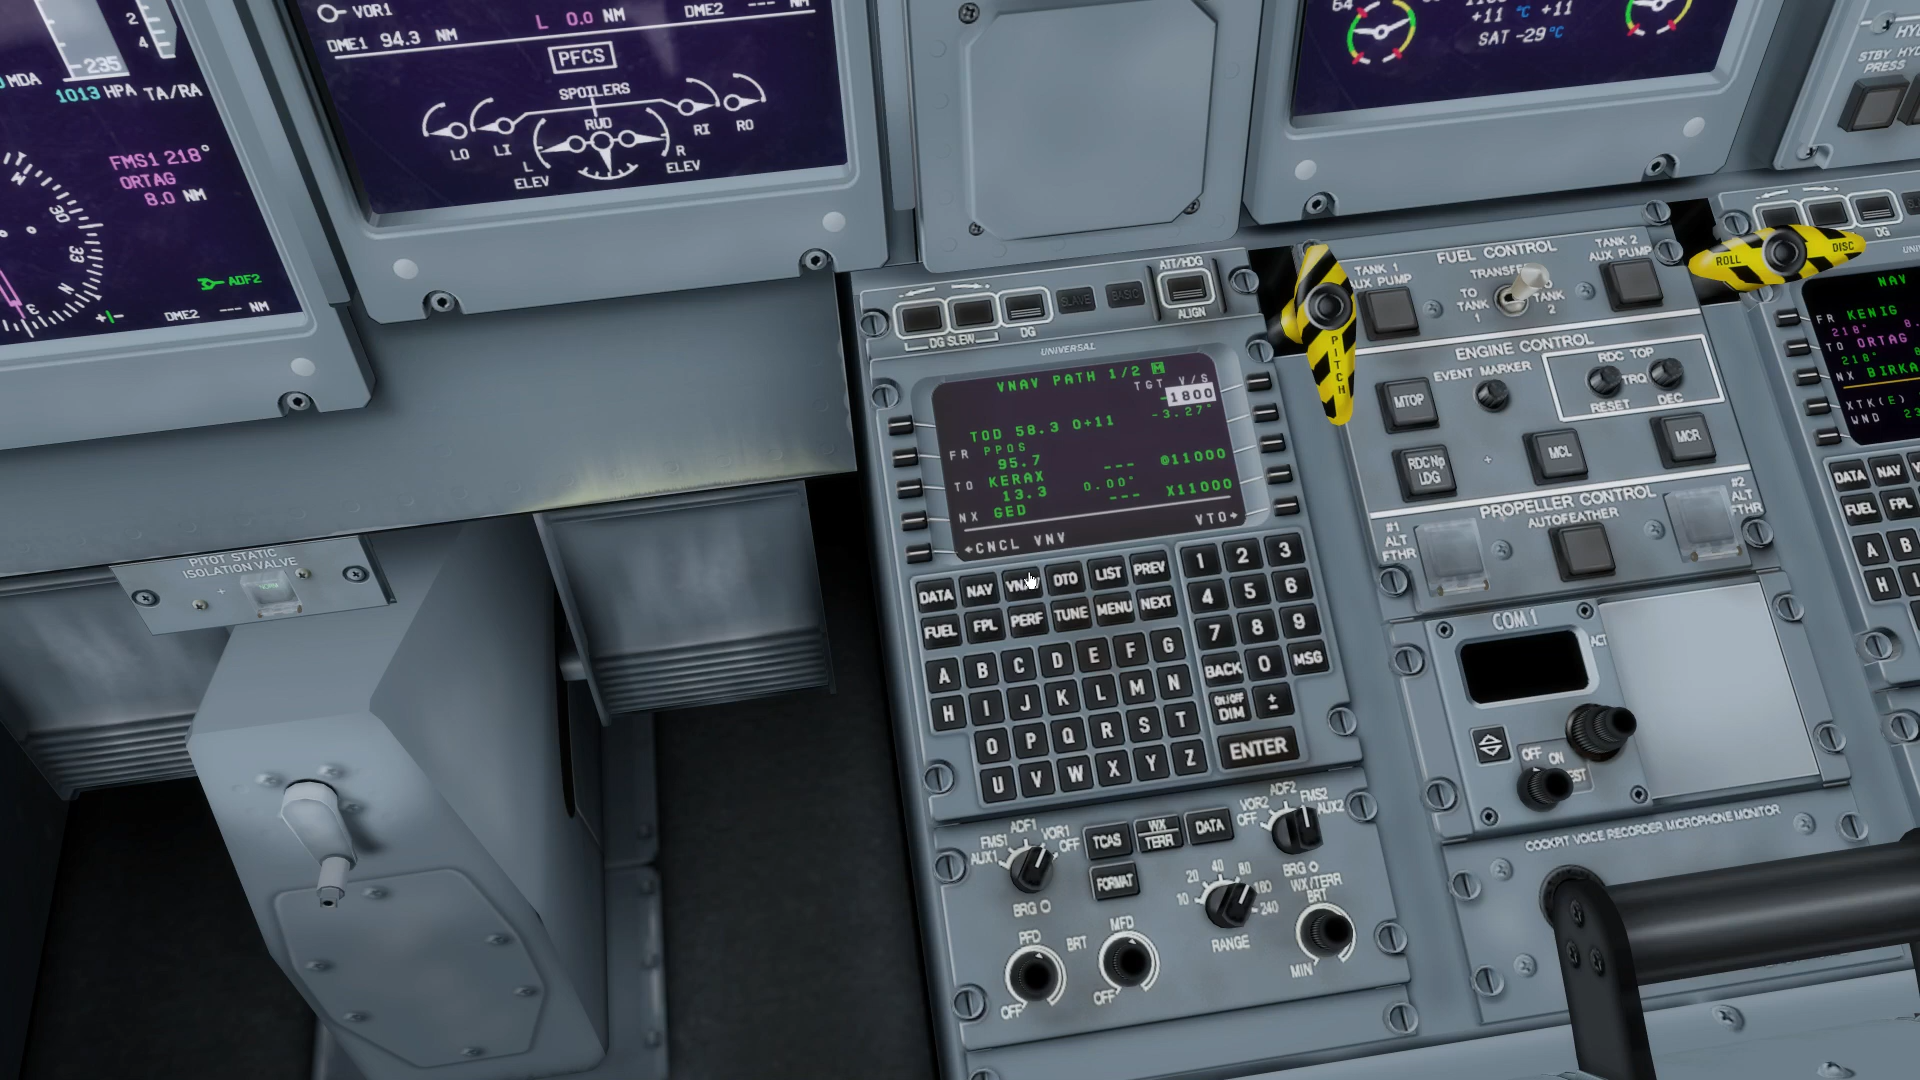 2
4
-235
MDA
1013 HPA TA/RA
FMS1 218°
ORTAG
8.0 NM
30
33
N
3
ADF2
DME2 --- NM
VOR1
DME1 94.3 NM
L 0.0 NM
DME2 --- NM
PFCS
SPOILERS
RUD
LO LI RI RO
L ELEV
R ELEV
+11 °C +11
SAT -29°C
STBY HYD
PRESS
ATT/HDG
SLAVE BASIC
DG SLEW
DG
ALIGN
UNIVERSAL
VNAV PATH 1/2 M
TGT V/S
-1800
-3.27°
TOD 58.3 0+11
FR PPOS
95.7 --- @11000
TO KERAX
13.3 0.00°
--- X11000
NX GED
VTO→
←CNCL VNV
DATA NAV VNAV DTO LIST PREV
FUEL FPL PERF TUNE MENU NEXT
1 2 3
4 5 6
7 8 9
BACK 0 MSG
ON/OFF DIM ±
ENTER
A B C D E F G
H I J K L M N
O P Q R S T
U V W X Y Z
PITCH
ROLL DISC
FUEL CONTROL
TANK 1
AUX PUMP
TRANSFER
TO TANK 1
TO TANK 2
TANK 2
AUX PUMP
ENGINE CONTROL
EVENT MARKER
RDC TOP
TRQ
RESET DEC
MTOP
RDC Np
LDG
MCL
MCR
PROPELLER CONTROL
AUTOFEATHER
#1
ALT
FTHR
#2
ALT
FTHR
COM 1
ACT
OFF ON
COCKPIT VOICE RECORDER MICROPHONE MONITOR
DG
NAV
FR KENIG
218°
TO ORTAG
218°
NX BIRKA
XTK(E)
WND
DATA NAV
FUEL FPL
A B
H
PITOT STATIC
ISOLATION VALVE
FMS1 ADF1 VOR1
AUX1 OFF
BRG O
TCAS WX TERR DATA
FORMAT
VOR2 ADF2 FMS2
OFF AUX2
BRG O
10 20 40 80 160 240
RANGE
WX/TERR
BRT
MIN
PFD
BRT
MFD
OFF
OFF